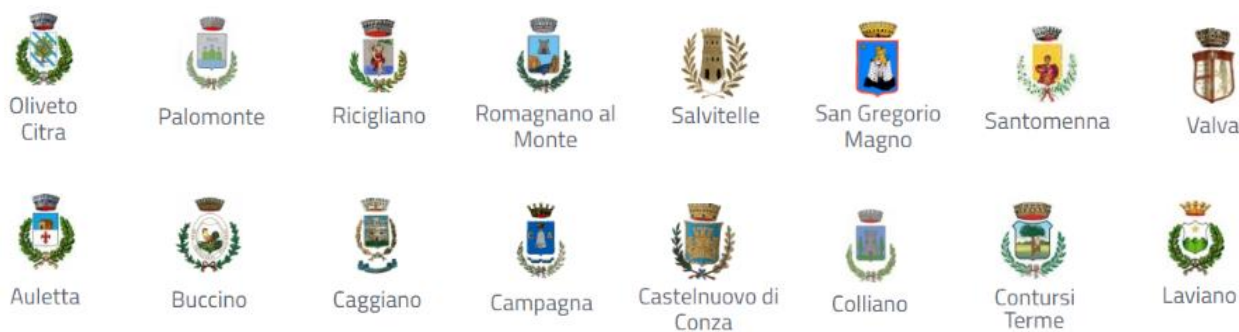 Oliveto
Citra
Palomonte
Ricigliano
Romagnano al
Monte
Salvitelle
San Gregorio
Magno
Santomenna
Valva
Auletta
Buccino
Caggiano
Campagna
Castelnuovo di
Conza
Colliano
Contursi
Terme
Laviano